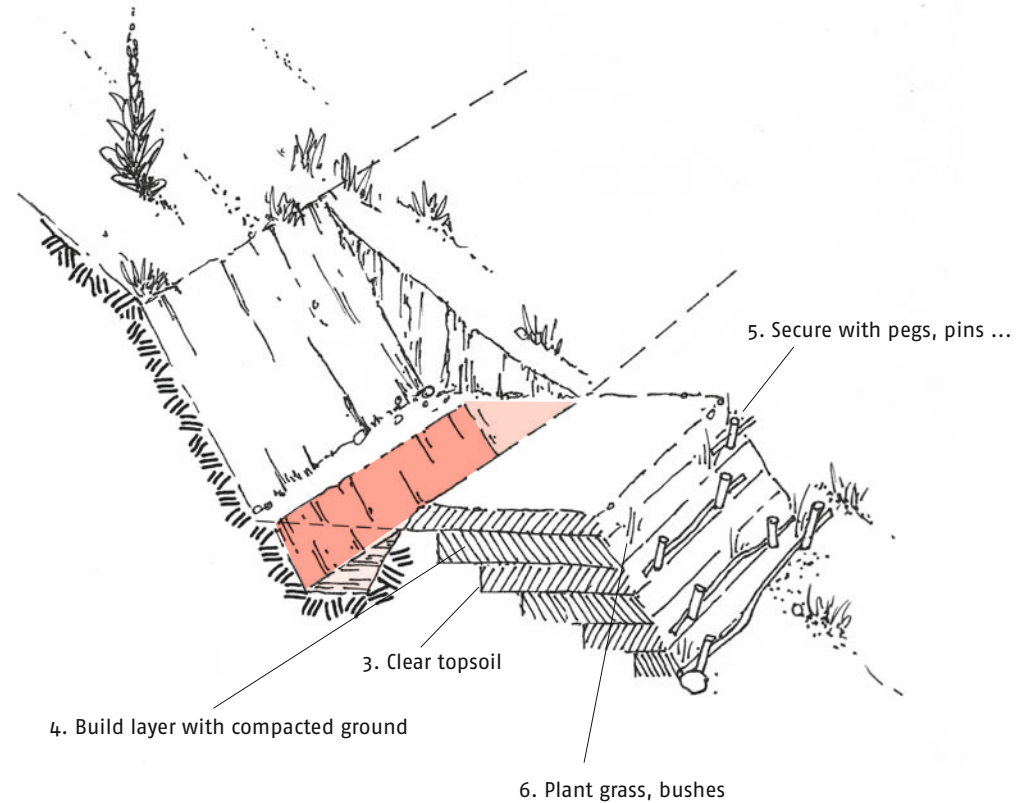 5. Secure with pegs, pins ...
3. Clear topsoil
4. Build layer with compacted ground
6. Plant grass, bushes